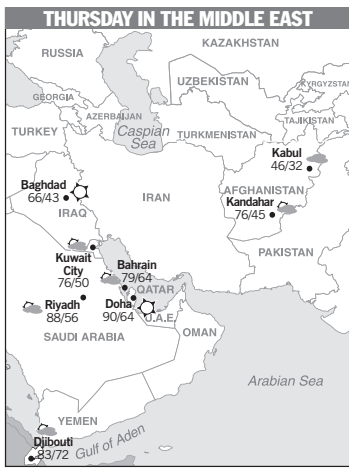 THURSDAY IN THE MIDDLE EAST
KAZAKHSTAN
RUSSIA
UZBEKISTAN
KYRGYZSTAN
GEORGIA
AZERBAIJAN
TAJIKISTAN
TURKEY
Caspian
Sea
TURKMENISTAN
Kabul
46/32
Baghdad
66/43
IRAQ
IRAN
AFGHANISTAN
Kandahar
76/45
PAKISTAN
Kuwait
City
76/50
Bahrain
79/64
QATAR
Riyadh
88/56
Doha
90/64
U.A.E.
SAUDI ARABIA
OMAN
Arabian Sea
YEMEN
Djibouti
83/72
Gulf of Aden